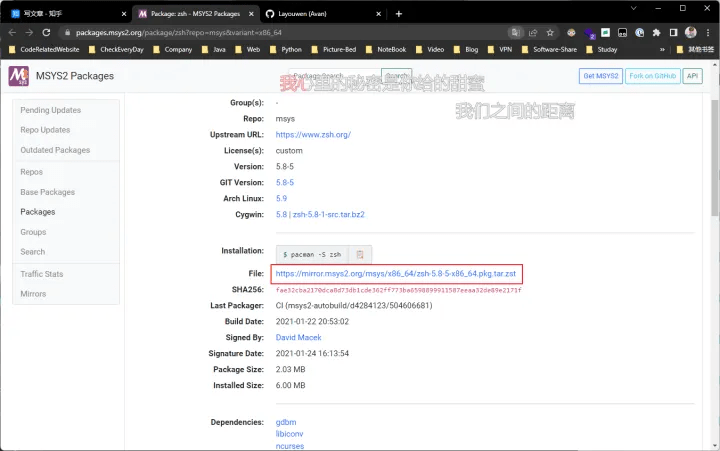 写文章 - 知乎
Package: zsh - MSYS2 Packages
Layouwen (Avan)
packages.msys2.org/package/zsh?repo=msys&variant=x86_64
CodeRelatedWebsite
CheckEveryDay
Company
Java
Web
Python
Picture-Bed
NoteBook
Video
Blog
VPN
Software-Share
Studay
»
其他书签
MSYS2 Packages
Package Search
Search
Get MSYS2
Fork on GitHub
API
我心里的秘密是你给的甜蜜
我们之间的距离
Pending Updates
Repo Updates
Outdated Packages
Repos
Base Packages
Packages
Groups
Search
Traffic Stats
Mirrors
Group(s): -
Repo: msys
Upstream URL: https://www.zsh.org/
License(s): custom
Version: 5.8-5
GIT Version: 5.8-5
Arch Linux: 5.9
Cygwin: 5.8 | zsh-5.8-1-src.tar.bz2
Installation: $ pacman -S zsh
File: https://mirror.msys2.org/msys/x86_64/zsh-5.8-5-x86_64.pkg.tar.zst
SHA256:
Last Packager: CI (msys2-autobuild/d4284123/504606681)
Build Date: 2021-01-22 20:53:02
Signed By: David Macek
Signature Date: 2021-01-24 16:13:54
Package Size: 2.03 MB
Installed Size: 6.00 MB
Dependencies: gdbm
libiconv
ncurses